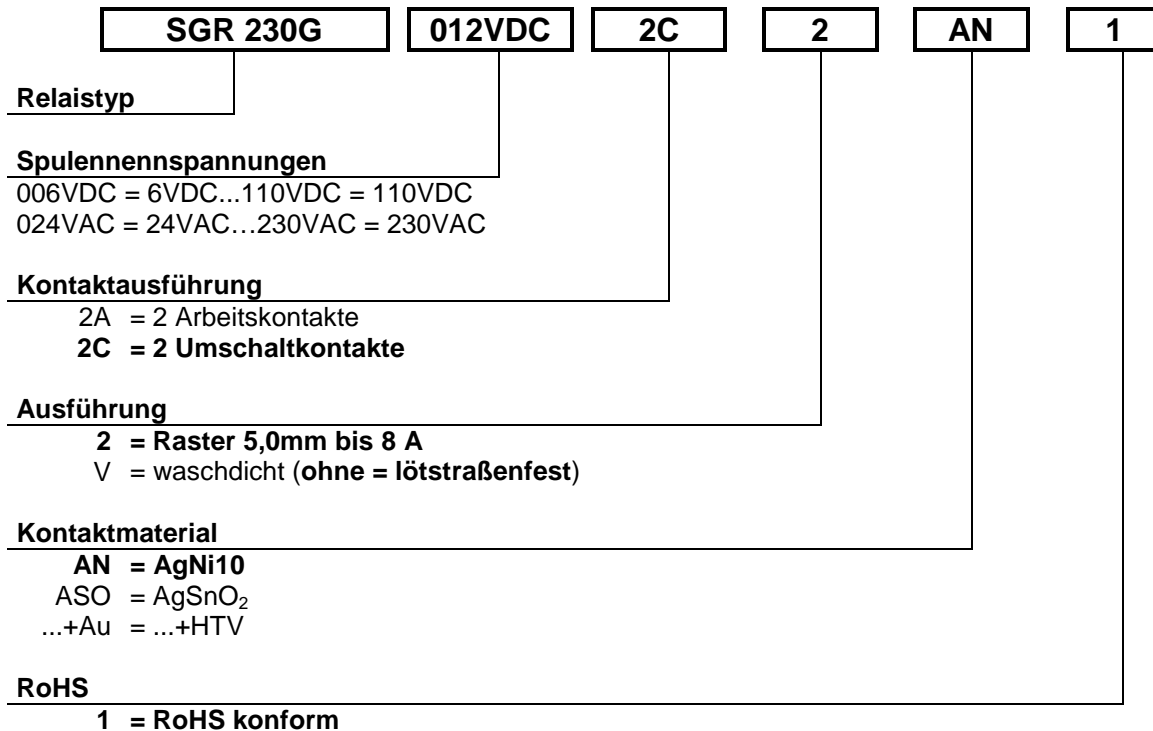 SGR 230G 012VDC 2C 2 AN 1
Relaistyp
Spulennennspannungen
006VDC = 6VDC...110VDC = 110VDC
024VAC = 24VAC…230VAC = 230VAC
Kontaktausführung
2A = 2 Arbeitskontakte
2C = 2 Umschaltkontakte
Ausführung
2 = Raster 5,0mm bis 8 A
V = waschdicht (ohne = lötstraßenfest)
Kontaktmaterial
AN = AgNi10
ASO = AgSnO₂
...+Au = ...+HTV
RoHS
1 = RoHS konform